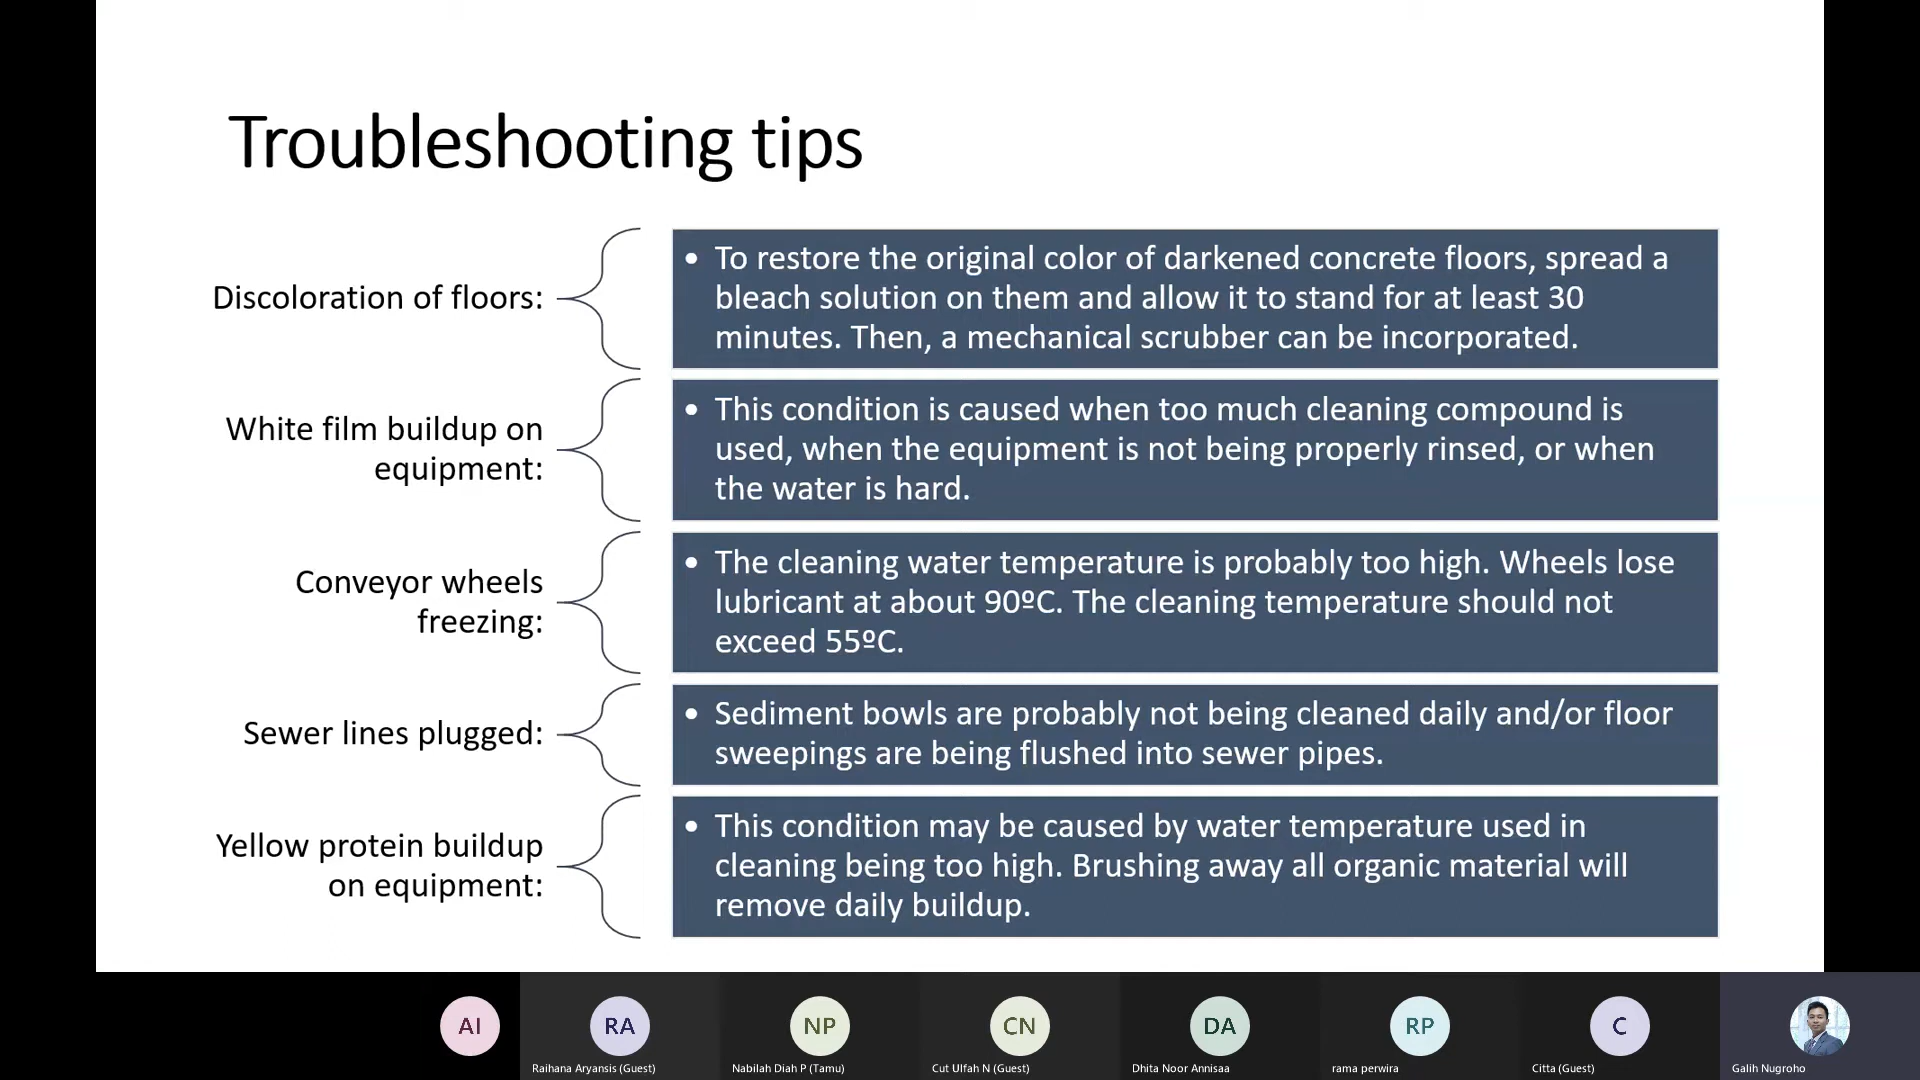 Troubleshooting tips
Discoloration of floors:
• To restore the original color of darkened concrete floors, spread a
bleach solution on them and allow it to stand for at least 30
minutes. Then, a mechanical scrubber can be incorporated.
White film buildup on
equipment:
• This condition is caused when too much cleaning compound is
used, when the equipment is not being properly rinsed, or when
the water is hard.
Conveyor wheels
freezing:
• The cleaning water temperature is probably too high. Wheels lose
lubricant at about 90ºC. The cleaning temperature should not
exceed 55ºC.
Sewer lines plugged:
• Sediment bowls are probably not being cleaned daily and/or floor
sweepings are being flushed into sewer pipes.
Yellow protein buildup
on equipment:
• This condition may be caused by water temperature used in
cleaning being too high. Brushing away all organic material will
remove daily buildup.
AI
RA
NP
CN
DA
RP
C
Raihana Aryansis (Guest)
Nabilah Diah P (Tamu)
Cut Ulfah N (Guest)
Dhita Noor Annisaa
rama perwira
Citta (Guest)
Galih Nugroho